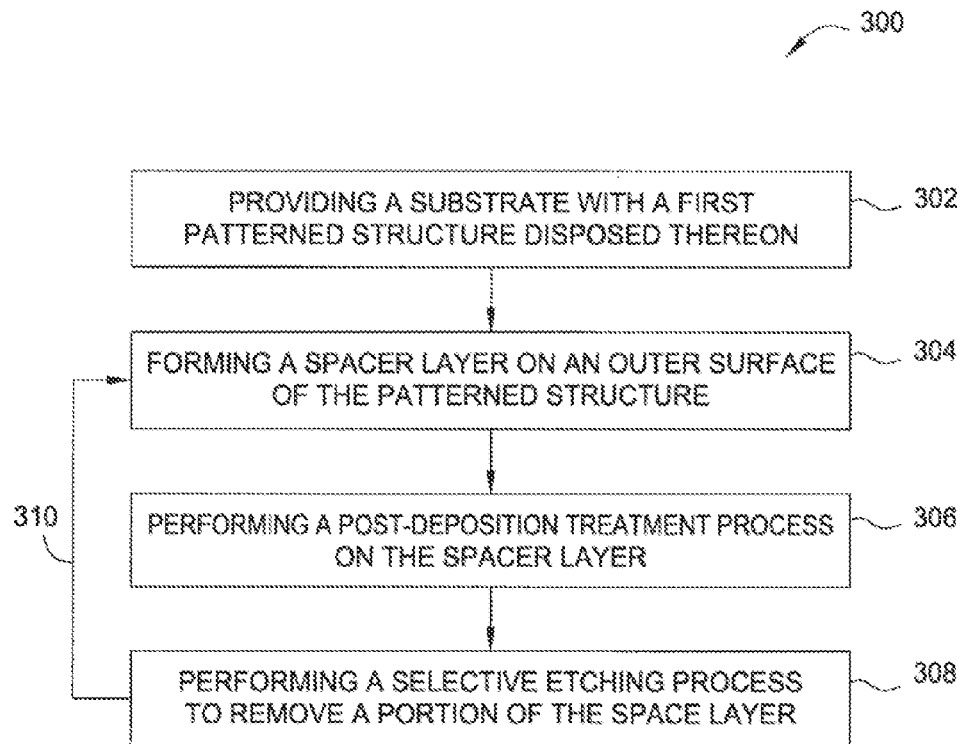 300
PROVIDING A SUBSTRATE WITH A FIRST
PATTERNED STRUCTURE DISPOSED THEREON
302
FORMING A SPACER LAYER ON AN OUTER SURFACE
OF THE PATTERNED STRUCTURE
304
310
PERFORMING A POST-DEPOSITION TREATMENT PROCESS
ON THE SPACER LAYER
306
PERFORMING A SELECTIVE ETCHING PROCESS
TO REMOVE A PORTION OF THE SPACE LAYER
308